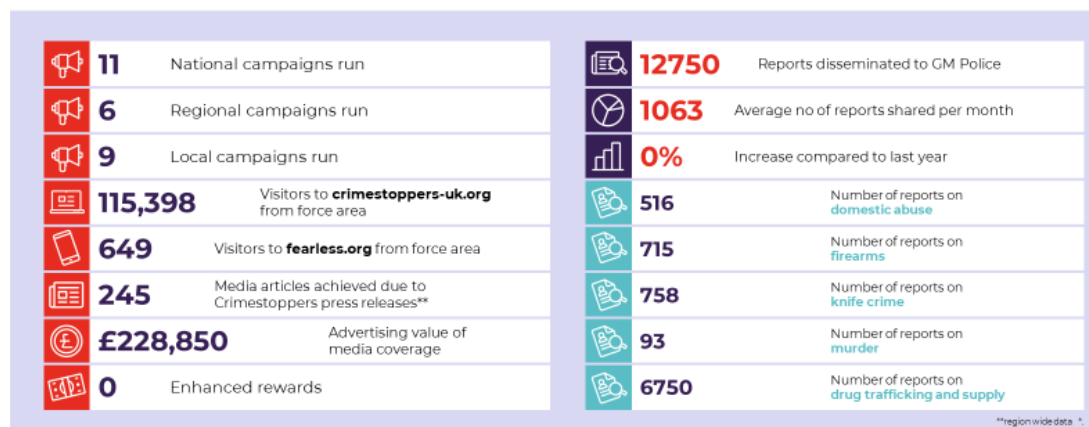 11 National campaigns run
6 Regional campaigns run
9 Local campaigns run
115,398 Visitors to crimestoppers-uk.org
from force area
649 Visitors to fearless.org from force area
245 Media articles achieved due to
Crimestoppers press releases**
£228,850 Advertising value of
media coverage
0 Enhanced rewards
12750 Reports disseminated to GM Police
1063 Average no of reports shared per month
0% Increase compared to last year
516 Number of reports on
domestic abuse
715 Number of reports on
firearms
758 Number of reports on
knife crime
93 Number of reports on
murder
6750 Number of reports on
drug trafficking and supply
**region wide data *.